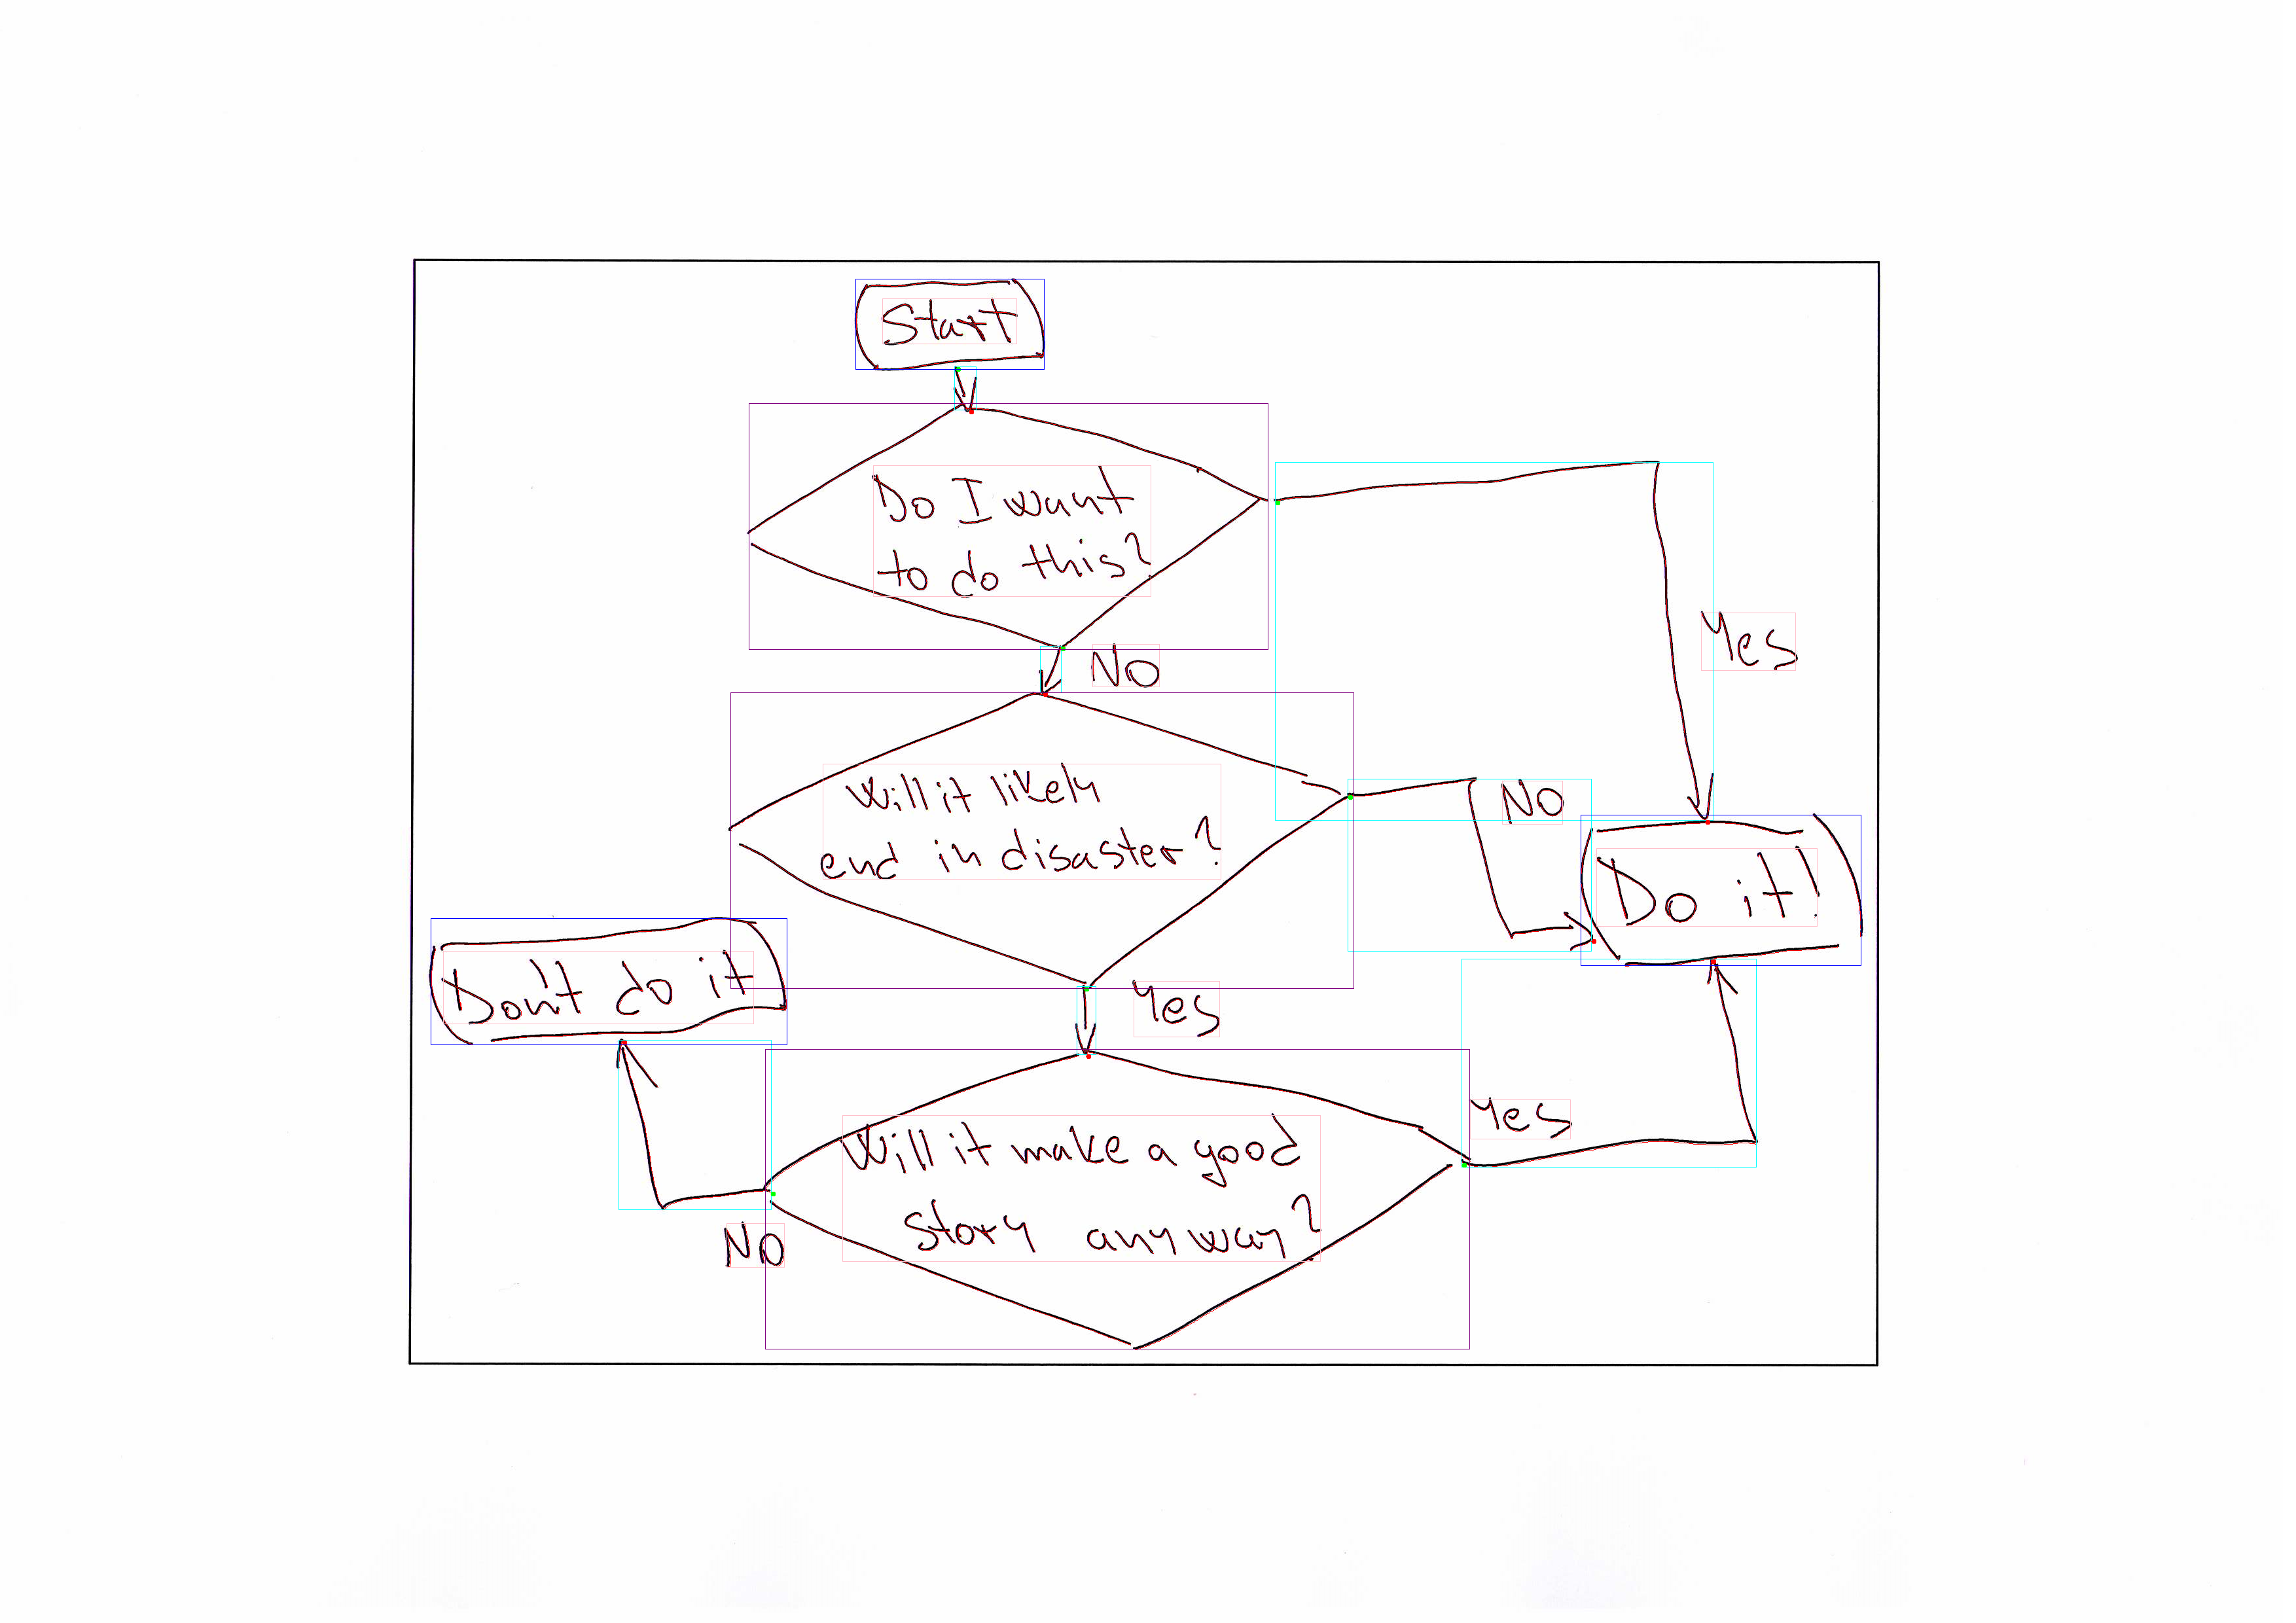 Start
Do I want
to do this?
Yes
NO
Will it likely
end in disaster?
NO
Do it!
Don't do it
Yes
Will it make a good
story anyway?
Yes
NO